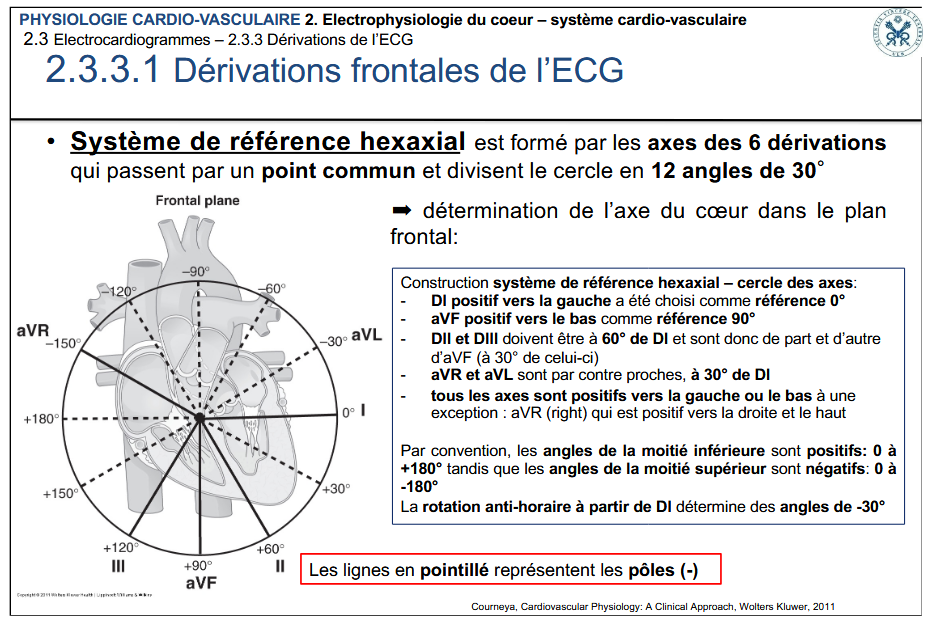 PHYSIOLOGIE CARDIO-VASCULAIRE 2. Electrophysiologie du coeur – système cardio-vasculaire
2.3 Electrocardiogrammes – 2.3.3 Dérivations de l'ECG
2.3.3.1 Dérivations frontales de l'ECG
• Système de référence hexaxial est formé par les axes des 6 dérivations
qui passent par un point commun et divisent le cercle en 12 angles de 30°
Frontal plane
➡ détermination de l'axe du cœur dans le plan
frontal:
–90°
–120°
–60°
aVR
–150°
–30° aVL
+180°
0° I
+150°
+30°
+120°
III
+90°
aVF
+60°
II
Construction système de référence hexaxial – cercle des axes:
- DI positif vers la gauche a été choisi comme référence 0°
- aVF positif vers le bas comme référence 90°
- DII et DIII doivent être à 60° de DI et sont donc de part et d'autre
d'aVF (à 30° de celui-ci)
- aVR et aVL sont par contre proches, à 30° de DI
- tous les axes sont positifs vers la gauche ou le bas à une
exception : aVR (right) qui est positif vers la droite et le haut
Par convention, les angles de la moitié inférieure sont positifs: 0 à
+180° tandis que les angles de la moitié supérieur sont négatifs: 0 à
-180°
La rotation anti-horaire à partir de DI détermine des angles de -30°
Les lignes en pointillé représentent les pôles (-)
Copyright © 2011 Wolters Kluwer Health | Lippincott Williams & Wilkins
Courneya, Cardiovascular Physiology: A Clinical Approach, Wolters Kluwer, 2011